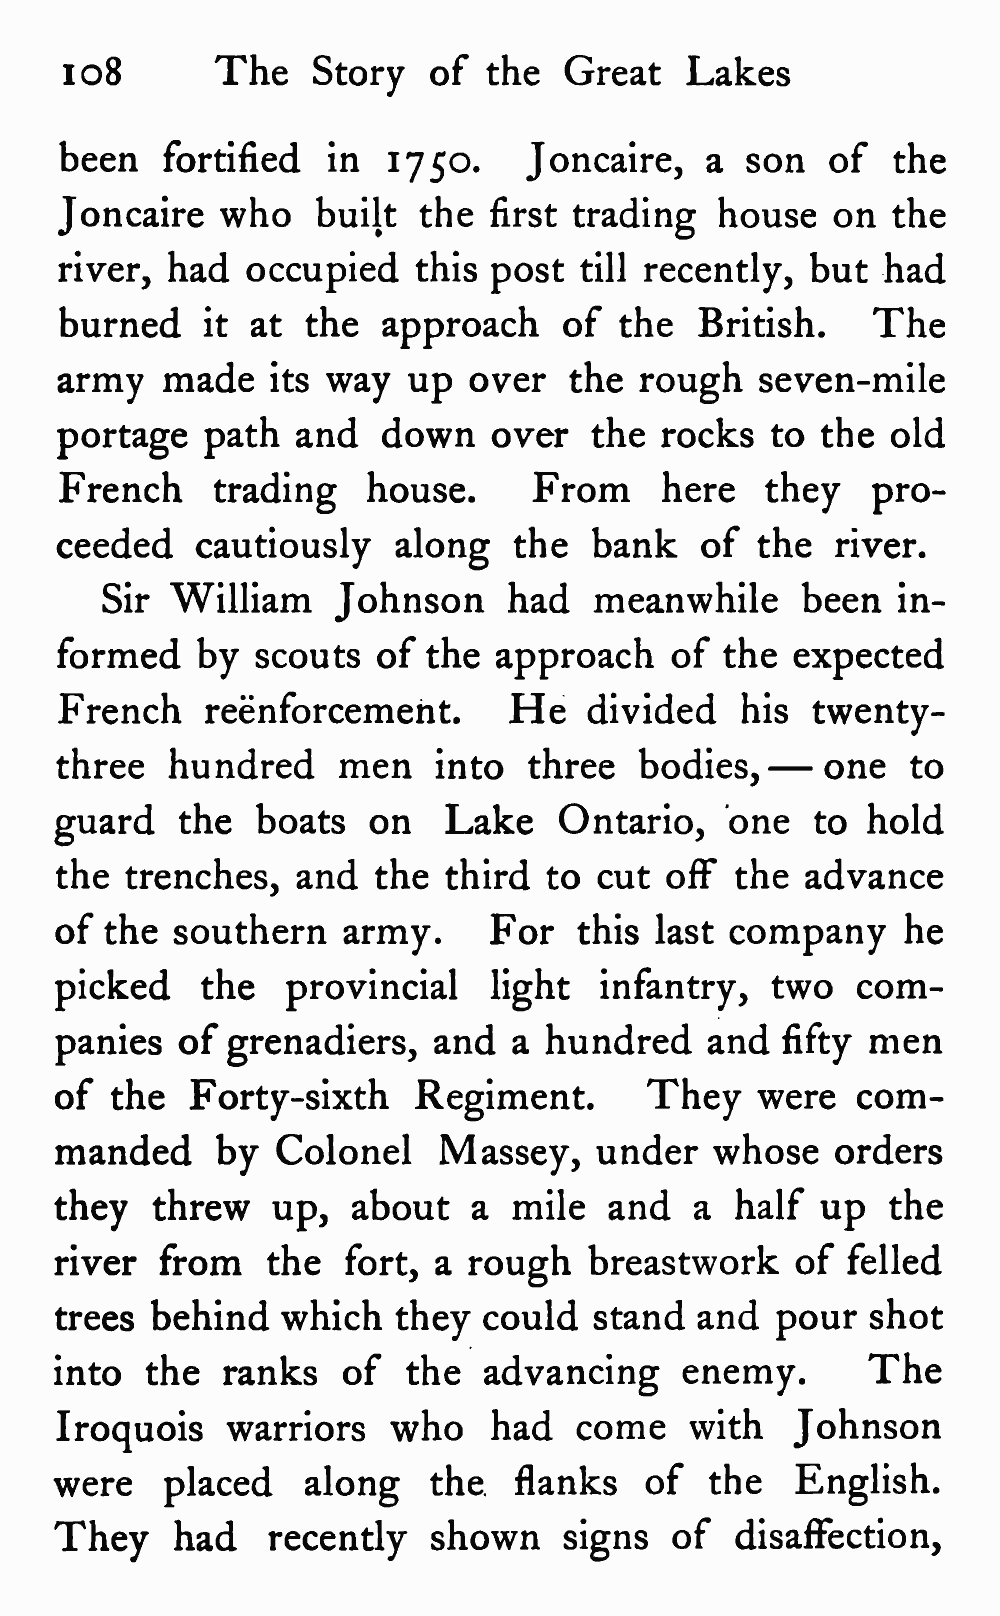 108 The Story of the Great Lakes
been fortified in 1750. Joncaire, a son of the
Joncaire who built the first trading house on the
river, had occupied this post till recently, but had
burned it at the approach of the British. The
army made its way up over the rough seven-mile
portage path and down over the rocks to the old
French trading house. From here they pro-
ceeded cautiously along the bank of the river.
Sir William Johnson had meanwhile been in-
formed by scouts of the approach of the expected
French reënforcement. He divided his twenty-
three hundred men into three bodies, — one to
guard the boats on Lake Ontario, one to hold
the trenches, and the third to cut off the advance
of the southern army. For this last company he
picked the provincial light infantry, two com-
panies of grenadiers, and a hundred and fifty men
of the Forty-sixth Regiment. They were com-
manded by Colonel Massey, under whose orders
they threw up, about a mile and a half up the
river from the fort, a rough breastwork of felled
trees behind which they could stand and pour shot
into the ranks of the advancing enemy. The
Iroquois warriors who had come with Johnson
were placed along the flanks of the English.
They had recently shown signs of disaffection,